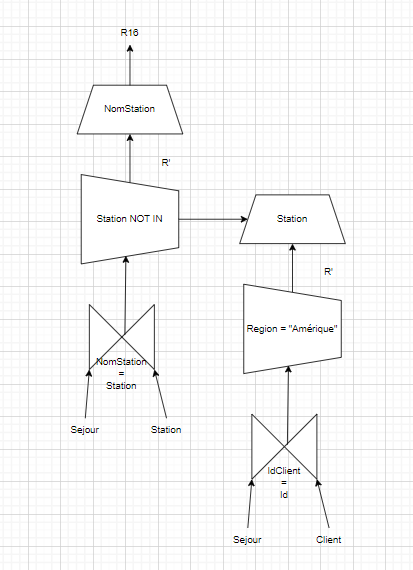 R16
NomStation
R'
Station NOT IN
Station
R'
Region = "Amérique"
NomStation
=
Station
Sejour
Station
IdClient
=
Id
Sejour
Client